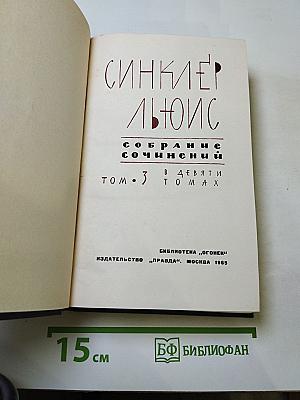 СИНКЛЕР
ЛЬЮИС
СОБРАНИЕ
СОЧИНЕНИЙ
ТОМ • 3 В ДЕВЯТИ
ТОМАХ
БИБЛИОТЕКА „ОГОНЕК“
ИЗДАТЕЛЬСТВО „ПРАВДА“. МОСКВА 1965
15 см БФ БИБЛИОФАН